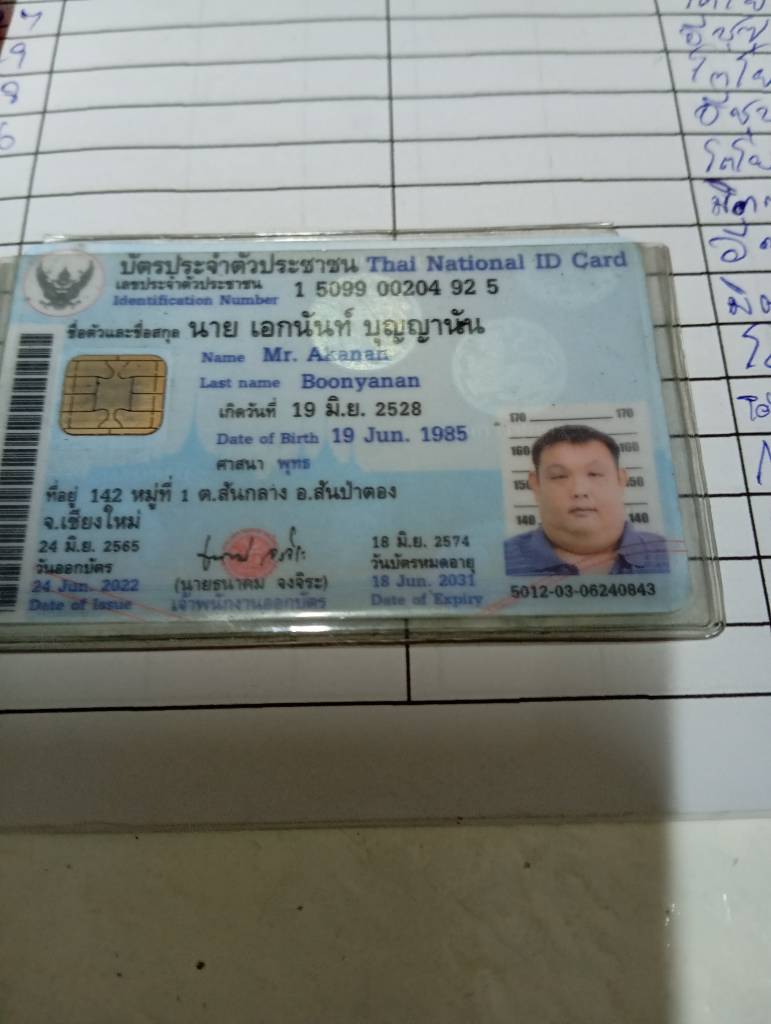 27
9
8
6
บัตรประจำตัวประชาชน Thai National ID Card
เลขประจำตัวประชาชน
Identification Number 1 5099 00204 92 5
ชื่อตัวและชื่อสกุล นาย เอกนันท์ บุญญานัน
Name Mr. Akanan
Last name Boonyanan
เกิดวันที่ 19 มิ.ย. 2528
Date of Birth 19 Jun. 1985
ศาสนา พุทธ
ที่อยู่ 142 หมู่ที่ 1 ต.สันกลาง อ.สันป่าตอง
จ.เชียงใหม่
24 มิ.ย. 2565
วันออกบัตร
24 Jun. 2022
Date of Issue
(นายธนาคม จงจิระ)
เจ้าพนักงานออกบัตร
18 มิ.ย. 2574
วันบัตรหมดอายุ
18 Jun. 2031
Date of Expiry
170 170
160 160
150 150
140 140
5012-03-06240843